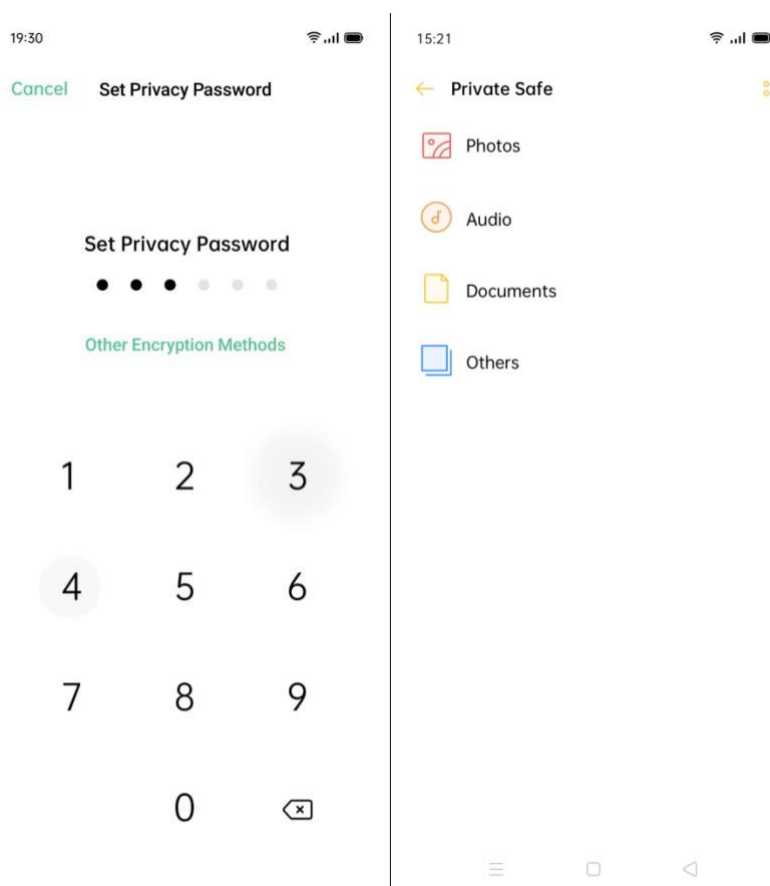 19:30
Cancel Set Privacy Password
Set Privacy Password
Other Encryption Methods
1 2 3
4 5 6
7 8 9
0
15:21
Private Safe
Photos
Audio
Documents
Others